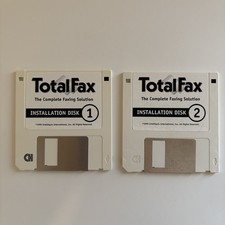 TotalFax
The Complete Faxing Solution
INSTALLATION DISK 1
TotalFax
The Complete Faxing Solution
INSTALLATION DISK 2